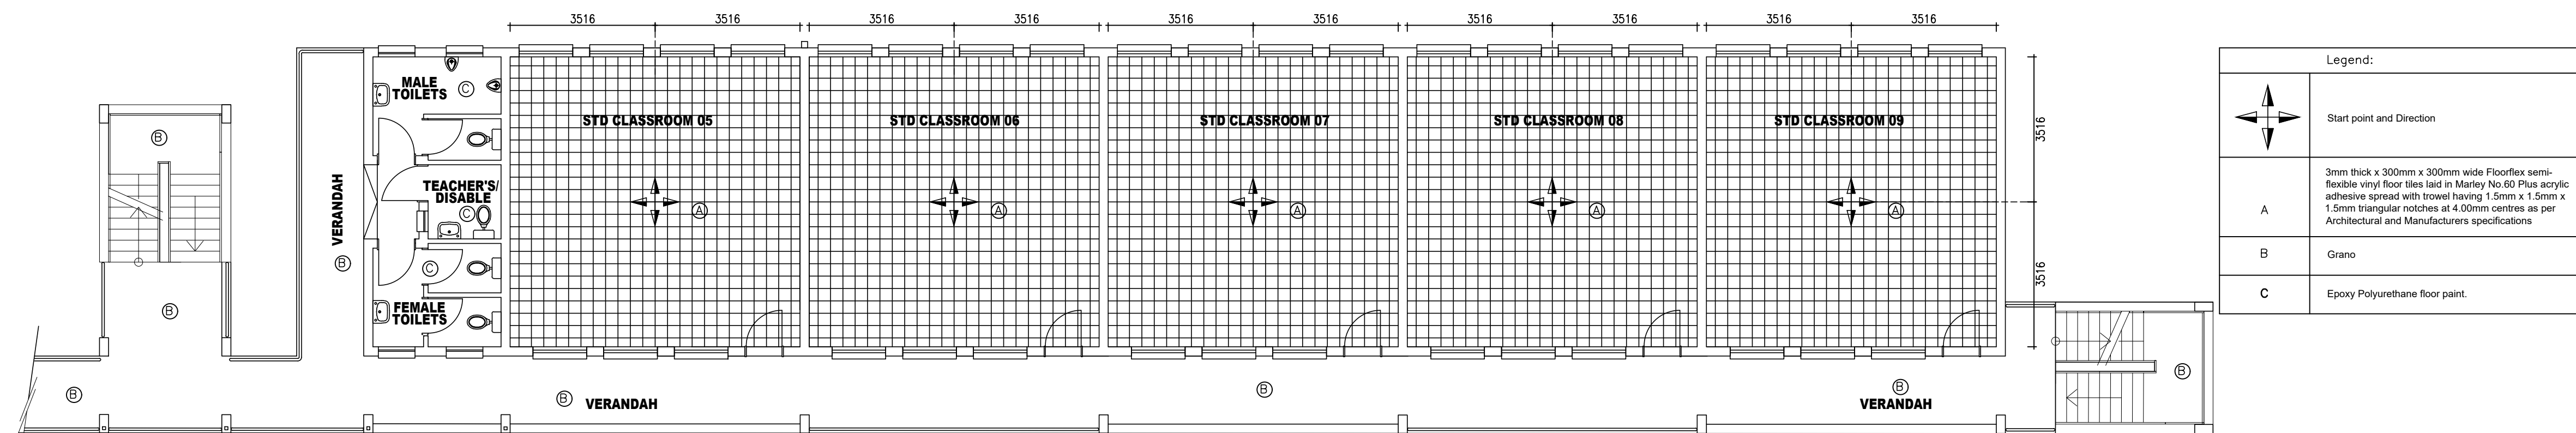 3516 3516 3516 3516 3516 3516 3516 3516 3516 3516
MALE
TOILETS
C
STD CLASSROOM 05
STD CLASSROOM 06
STD CLASSROOM 07
STD CLASSROOM 08
STD CLASSROOM 09
3516
B
VERANDAH
TEACHER'S/
DISABLE
C
A
A
A
A
A
B
C
3516
B
FEMALE
TOILETS
B
B
VERANDAH
B
B
VERANDAH
B
Legend:
Start point and Direction
A
3mm thick x 300mm x 300mm wide Floorflex semi-
flexible vinyl floor tiles laid in Marley No.60 Plus acrylic
adhesive spread with trowel having 1.5mm x 1.5mm x
1.5mm triangular notches at 4.00mm centres as per
Architectural and Manufacturers specifications
B
Grano
C
Epoxy Polyurethane floor paint.